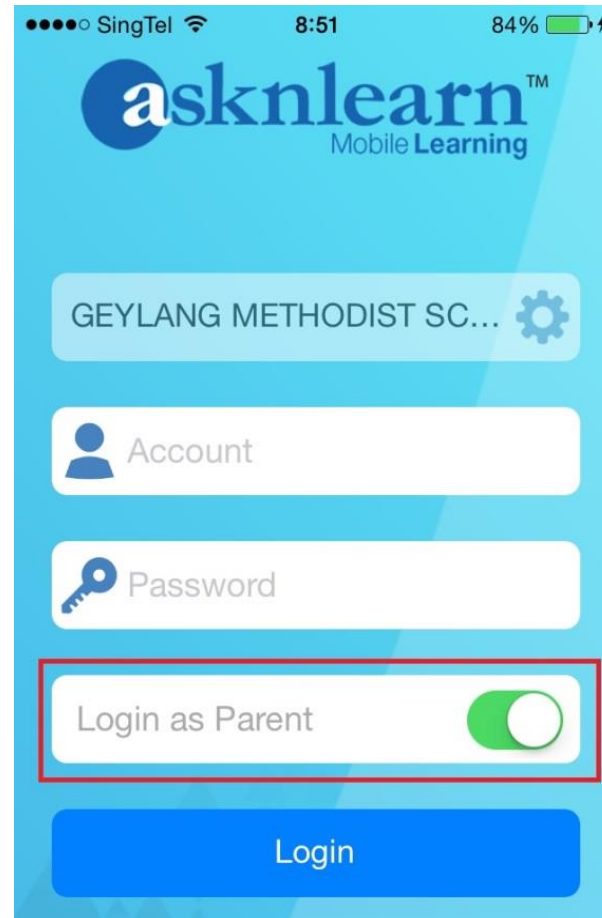 SingTel 8:51 84%
asknlearn™
Mobile Learning
GEYLANG METHODIST SC...
Account
Password
Login as Parent
Login